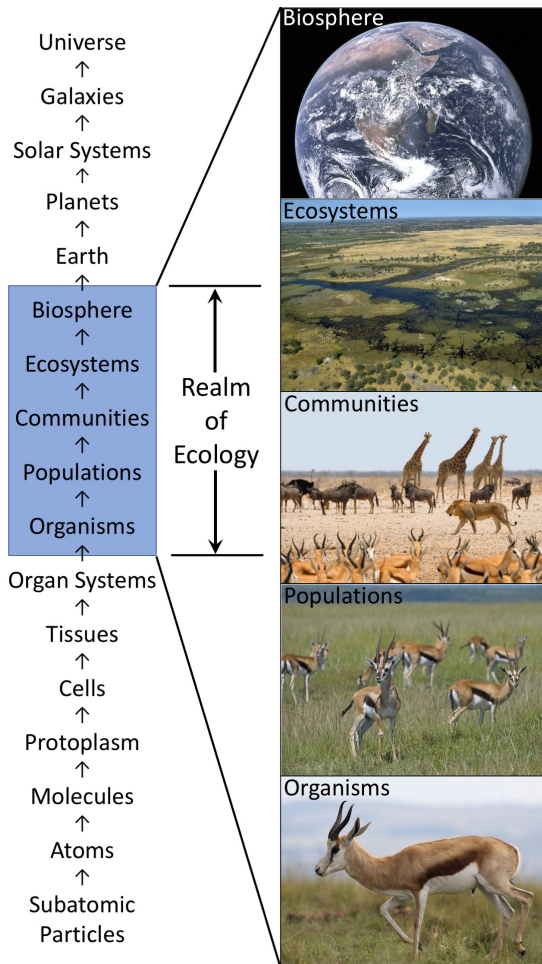 Universe
↑
Galaxies
↑
Solar Systems
↑
Planets
↑
Earth
↑
Biosphere
↑
Ecosystems
↑
Communities
↑
Populations
↑
Organisms
↑
Organ Systems
↑
Tissues
↑
Cells
↑
Protoplasm
↑
Molecules
↑
Atoms
↑
Subatomic
Particles
Realm
of
Ecology
Biosphere
Ecosystems
Communities
Populations
Organisms